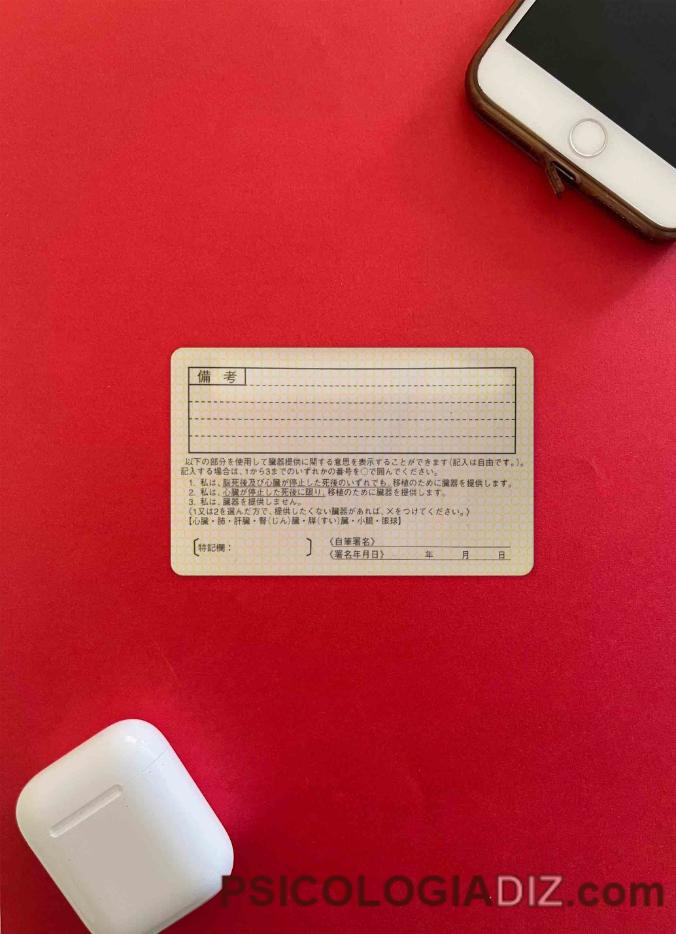 備考
以下の部分を使用して臓器提供に関する意思を表示することができます(記入は自由です。)。
記入する場合は、1から3までのいずれかの番号を○で囲んでください。
1. 私は、脳死後及び心臓が停止した死後のいずれでも、移植のために臓器を提供します。
2. 私は、心臓が停止した死後に限り、移植のために臓器を提供します。
3. 私は、臓器を提供しません。
《1又は2を選んだ方で、提供したくない臓器があれば、×をつけてください。》
【心臓・肺・肝臓・腎(じん)臓・膵(すい)臓・小腸・眼球】
〔特記欄: 〕
《自筆署名》
《署名年月日》 年 月 日
PSICOLOGIADIZ.com